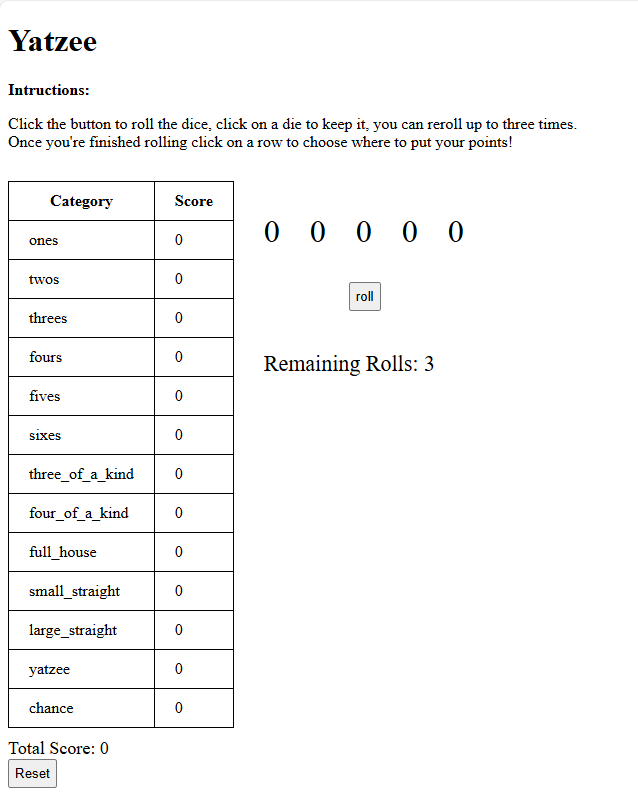 Yatzee
Intructions:
Click the button to roll the dice, click on a die to keep it, you can reroll up to three times.
Once you're finished rolling click on a row to choose where to put your points!
Category Score
ones 0
twos 0
threes 0
fours 0
fives 0
sixes 0
three_of_a_kind 0
four_of_a_kind 0
full_house 0
small_straight 0
large_straight 0
yatzee 0
chance 0
Total Score: 0
Reset
0 0 0 0 0
roll
Remaining Rolls: 3